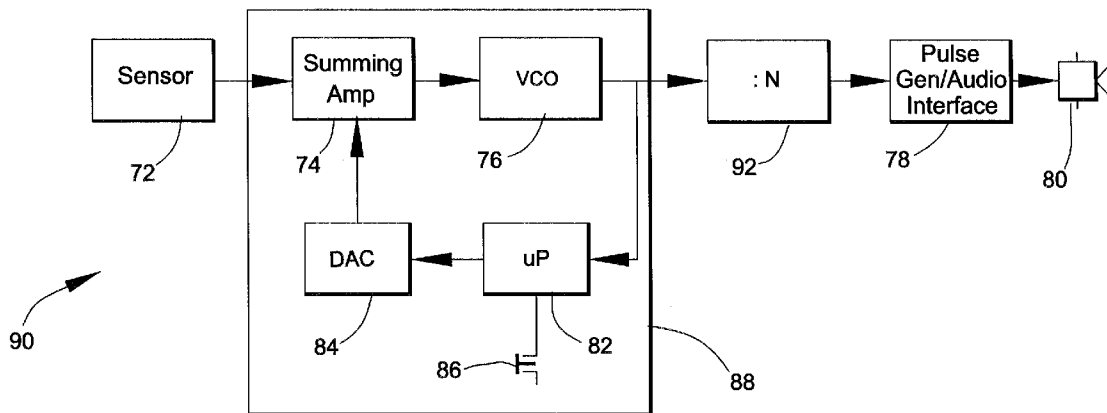 Sensor
Summing
Amp
VCO
: N
Pulse
Gen/Audio
Interface
72
74
76
92
78
80
DAC
uP
84
86
82
88
90